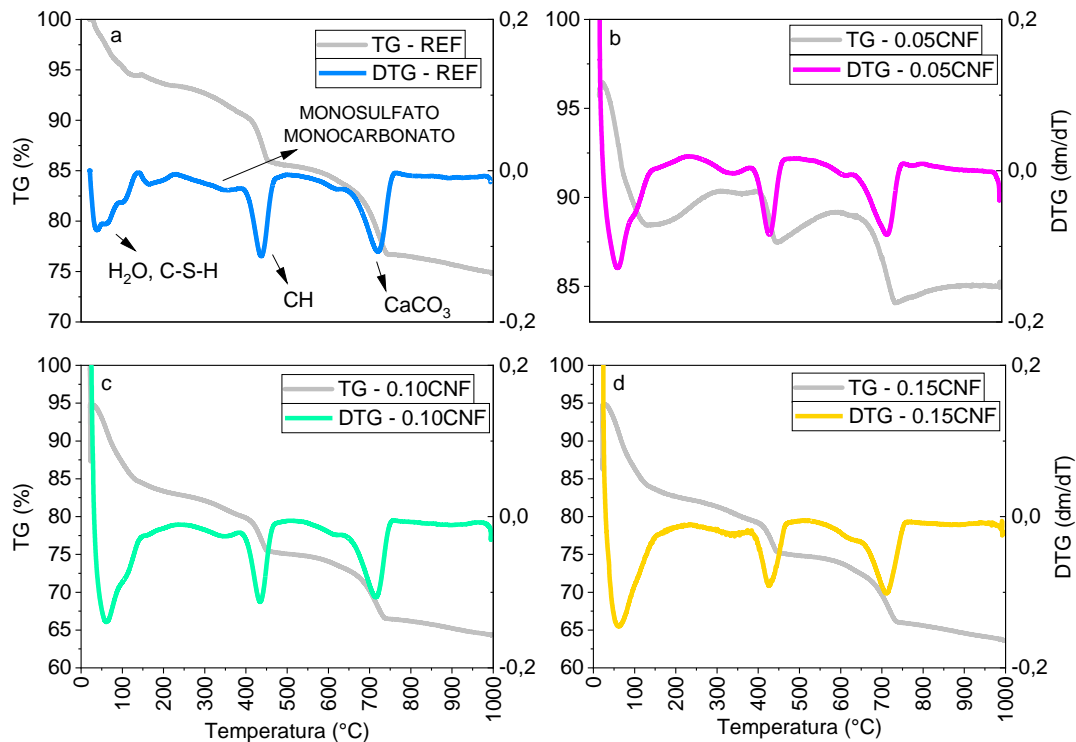 a
TG - REF
DTG - REF
MONOSULFATO
MONOCARBONATO
H₂O, C-S-H
CH
CaCO₃
TG (%)
100
95
90
85
80
75
70
0,2
0,0
-0,2
b
TG - 0.05CNF
DTG - 0.05CNF
100
95
90
85
0,2
0,0
-0,2
DTG (dm/dT)
c
TG - 0.10CNF
DTG - 0.10CNF
TG (%)
100
95
90
85
80
75
70
65
60
0,2
0,0
-0,2
0 100 200 300 400 500 600 700 800 900 1000
Temperatura (°C)
d
TG - 0.15CNF
DTG - 0.15CNF
100
95
90
85
80
75
70
65
60
0,2
0,0
-0,2
DTG (dm/dT)
0 100 200 300 400 500 600 700 800 900 1000
Temperatura (°C)